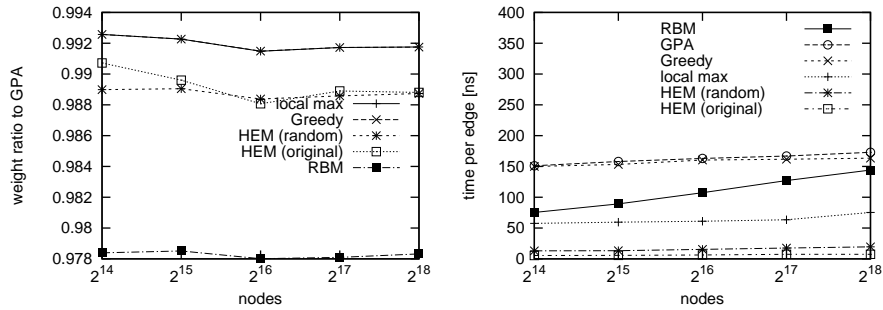 0.994
0.992
0.99
0.988
0.986
0.984
0.982
0.98
0.978
weight ratio to GPA
local max
Greedy
HEM (random)
HEM (original)
RBM
2^14 2^15 2^16 2^17 2^18
nodes
400
350
300
250
200
150
100
50
0
time per edge [ns]
RBM
GPA
Greedy
local max
HEM (random)
HEM (original)
2^14 2^15 2^16 2^17 2^18
nodes